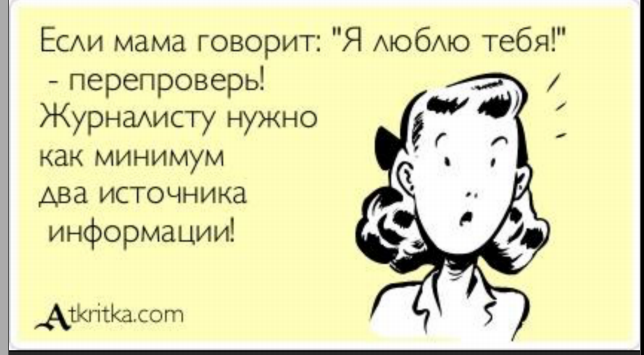 Если мама говорит: "Я люблю тебя!"
- перепроверь!
Журналисту нужно
как минимум
два источника
информации!
Atkritka.com